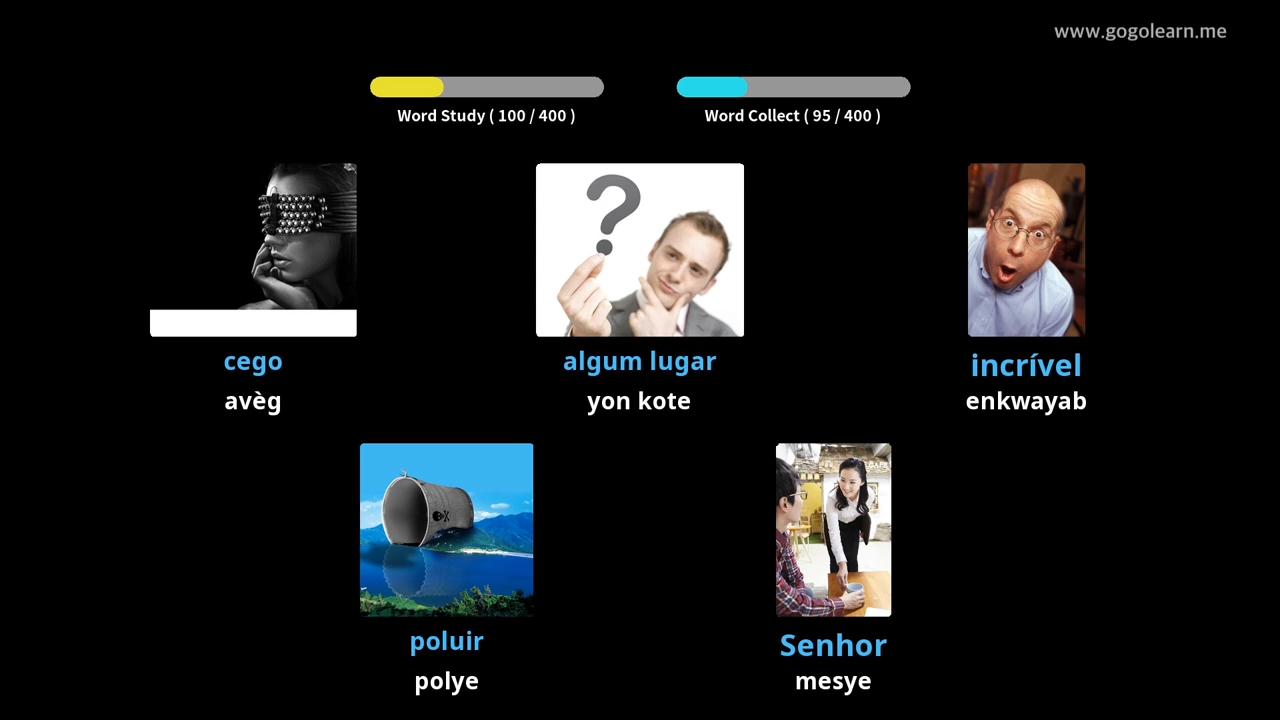 www.gogolearn.me
Word Study ( 100 / 400 )
Word Collect ( 95 / 400 )
cego
avèg
algum lugar
yon kote
incrível
enkwayab
poluir
polye
Senhor
mesye